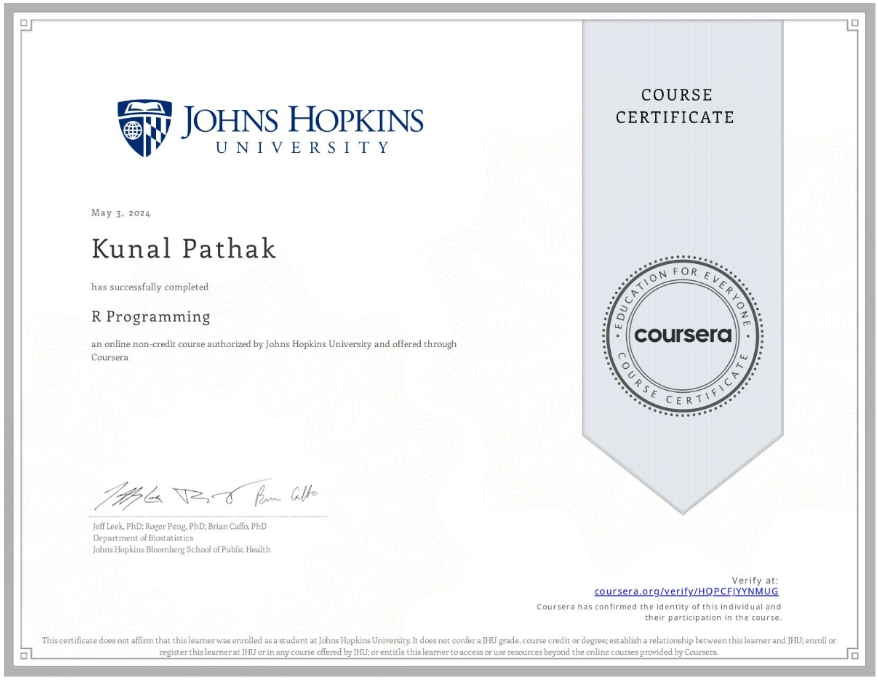 JOHNS HOPKINS
UNIVERSITY
COURSE
CERTIFICATE
May 3, 2024
Kunal Pathak
has successfully completed
R Programming
an online non-credit course authorized by Johns Hopkins University and offered through
Coursera
EDUCATION FOR EVERYONE
coursera
COURSE CERTIFICATE
Jeff Leek, PhD; Roger Peng, PhD; Brian Caffo, PhD
Department of Biostatistics
Johns Hopkins Bloomberg School of Public Health
Verify at:
coursera.org/verify/HQPCFJYYNMUG
Coursera has confirmed the identity of this individual and
their participation in the course.
This certificate does not affirm that this learner was enrolled as a student at Johns Hopkins University. It does not confer a JHU grade, course credit or degree; establish a relationship between this learner and JHU; enroll or
register this learner at JHU or in any course offered by JHU; or entitle this learner to access or use resources beyond the online courses provided by Coursera.